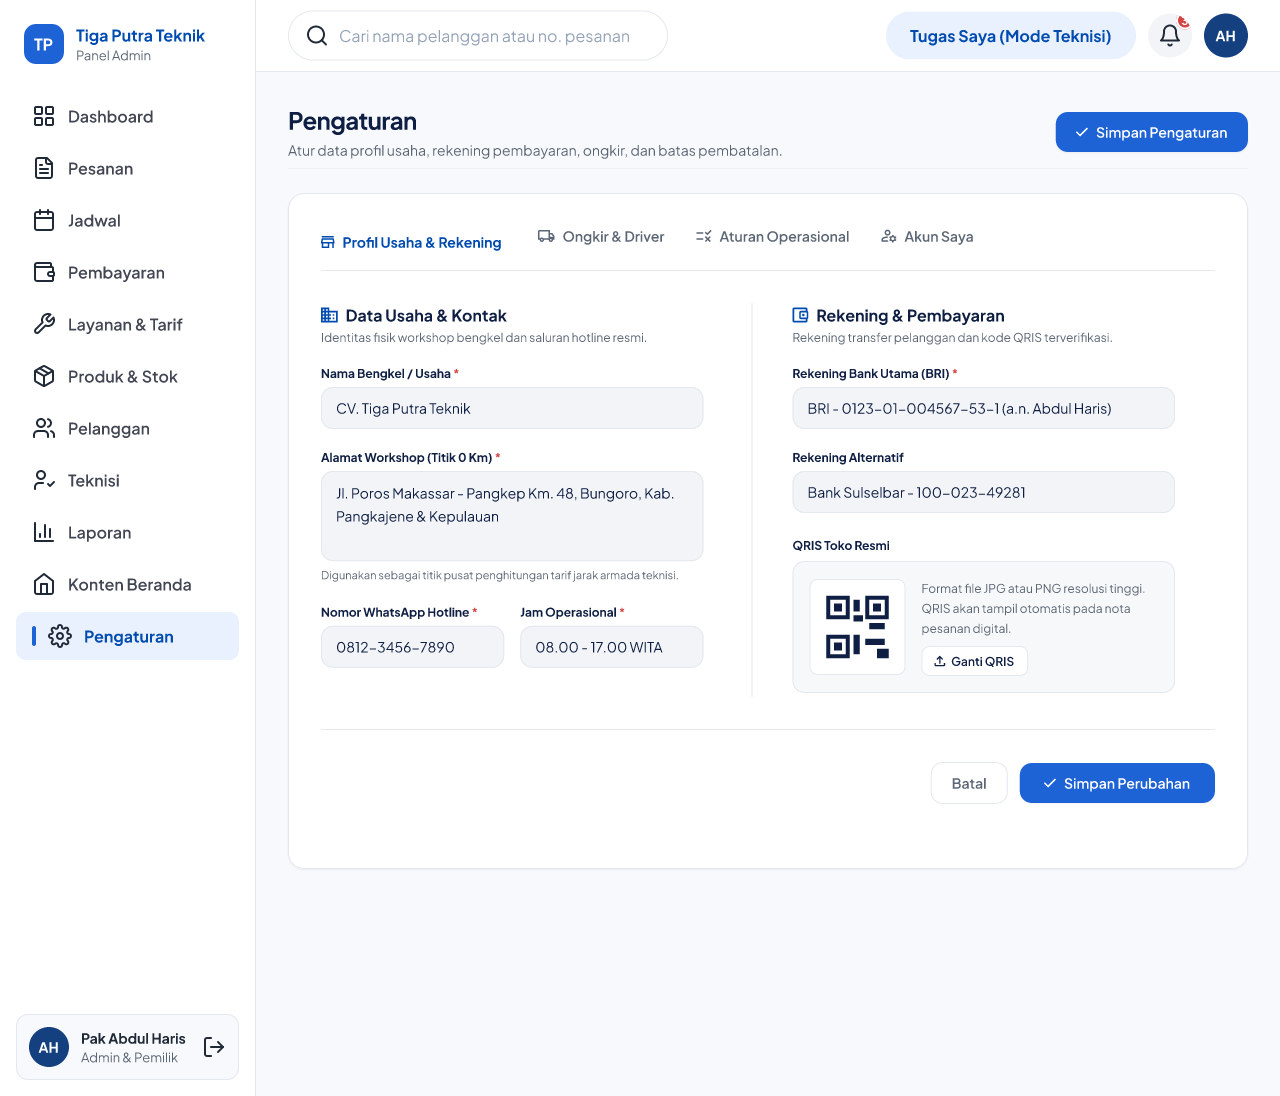 TP
Tiga Putra Teknik
Panel Admin
Dashboard
Pesanan
Jadwal
Pembayaran
Layanan & Tarif
Produk & Stok
Pelanggan
Teknisi
Laporan
Konten Beranda
Pengaturan
AH
Pak Abdul Haris
Admin & Pemilik
Cari nama pelanggan atau no. pesanan
Tugas Saya (Mode Teknisi)
AH
Pengaturan
Atur data profil usaha, rekening pembayaran, ongkir, dan batas pembatalan.
Simpan Pengaturan
Profil Usaha & Rekening
Ongkir & Driver
Aturan Operasional
Akun Saya
Data Usaha & Kontak
Identitas fisik workshop bengkel dan saluran hotline resmi.
Nama Bengkel / Usaha *
CV. Tiga Putra Teknik
Alamat Workshop (Titik 0 Km) *
Jl. Poros Makassar - Pangkep Km. 48, Bungoro, Kab.
Pangkajene & Kepulauan
Digunakan sebagai titik pusat penghitungan tarif jarak armada teknisi.
Nomor WhatsApp Hotline *
0812-3456-7890
Jam Operasional *
08.00 - 17.00 WITA
Rekening & Pembayaran
Rekening transfer pelanggan dan kode QRIS terverifikasi.
Rekening Bank Utama (BRI) *
BRI - 0123-01-004567-53-1 (a.n. Abdul Haris)
Rekening Alternatif
Bank Sulselbar - 100-023-49281
QRIS Toko Resmi
Format file JPG atau PNG resolusi tinggi.
QRIS akan tampil otomatis pada nota
pesanan digital.
Ganti QRIS
Batal
Simpan Perubahan